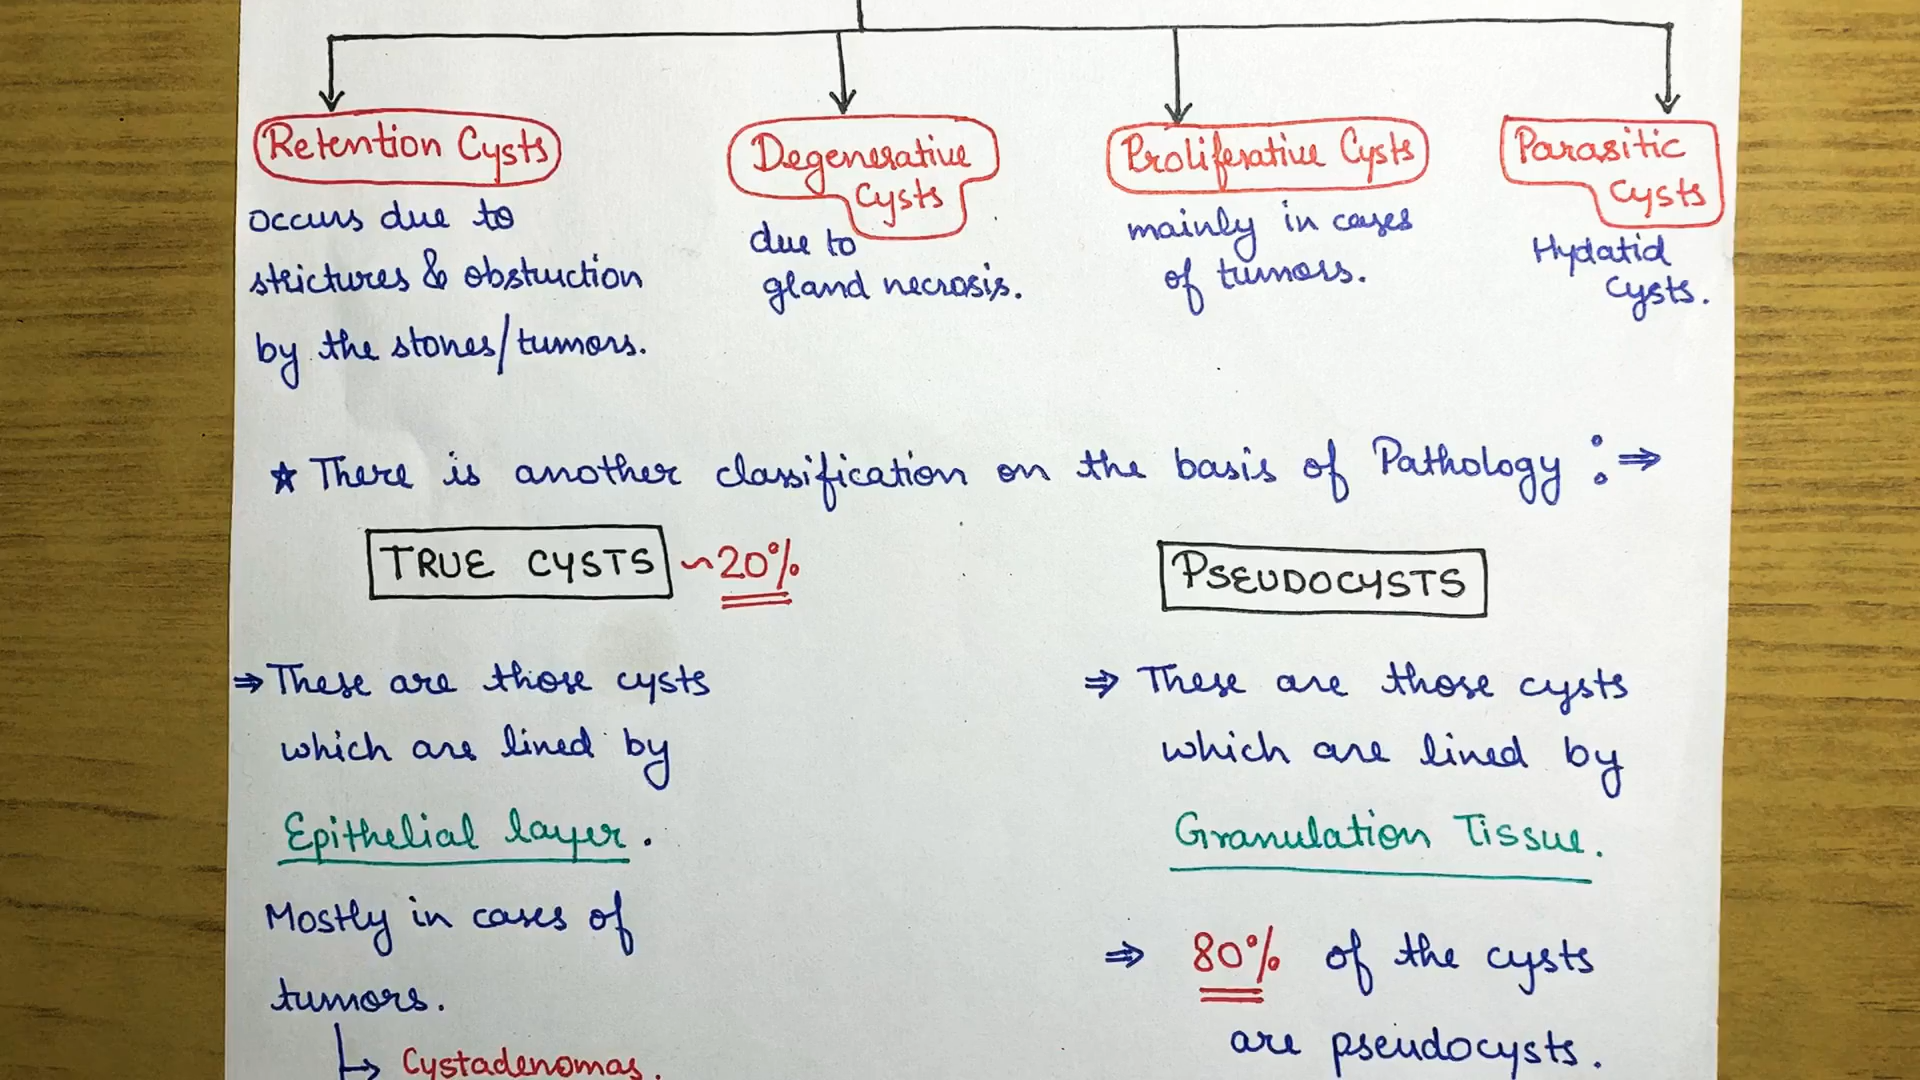 Retention Cysts
occurs due to
strictures & obstruction
by the stones/tumors.
Degenerative
Cysts
due to
gland necrosis.
Proliferative Cysts
mainly in cases
of tumors.
Parasitic
Cysts
Hydatid
Cysts.
★ There is another classification on the basis of Pathology :⇒
TRUE CYSTS ~20%
⇒ These are those cysts
which are lined by
Epithelial layer.
Mostly in cases of
tumors.
↳ Cystadenomas.
PSEUDOCYSTS
⇒ These are those cysts
which are lined by
Granulation Tissue.
⇒ 80% of the cysts
are pseudocysts.